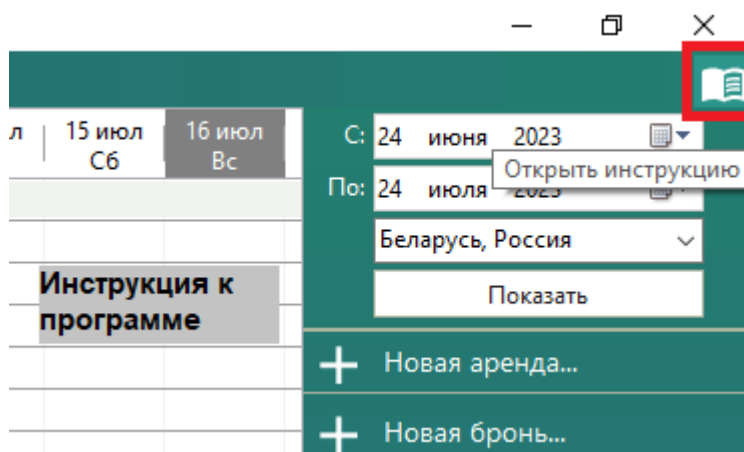 л
15 июл
Сб
16 июл
Вс
С: 24 июня 2023
Открыть инструкцию
По: 24 июля 2023
Беларусь, Россия
Инструкция к
программе
Показать
Новая аренда...
Новая бронь...